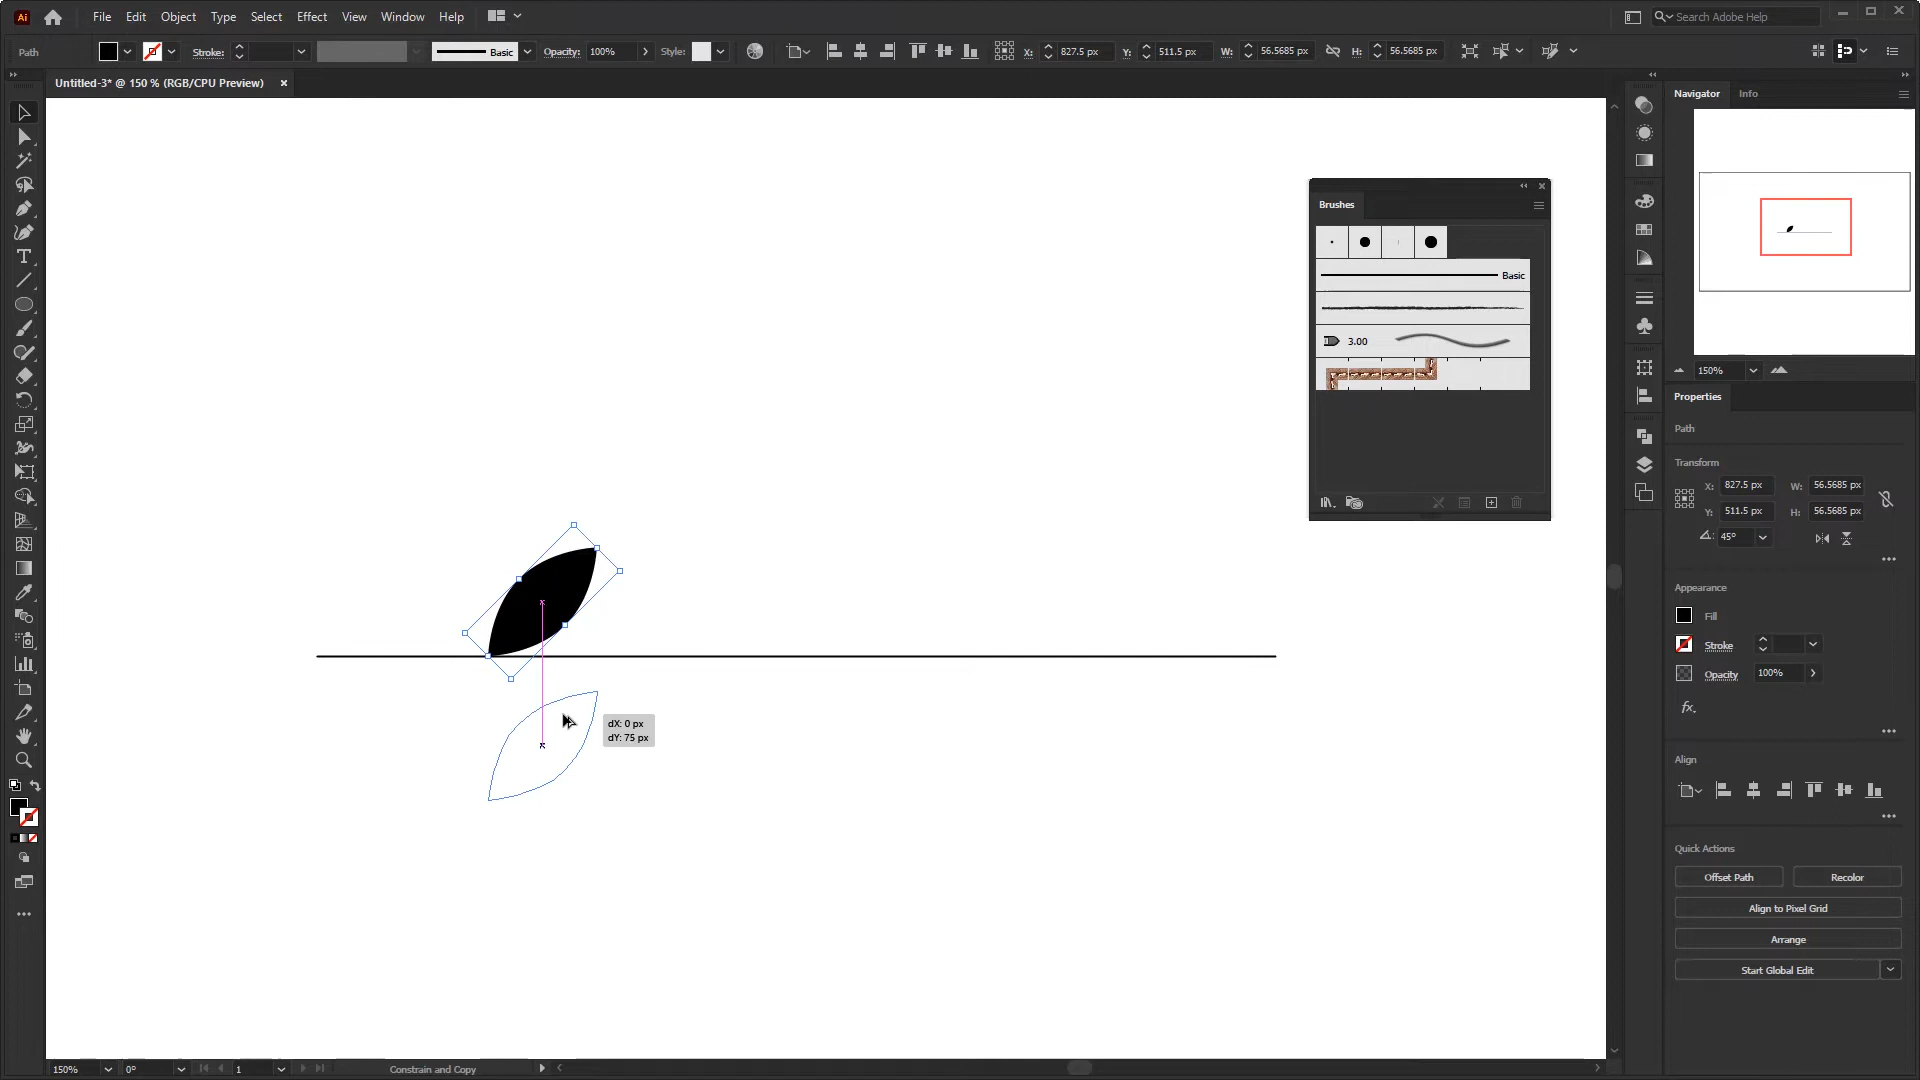 Ai File Edit Object Type Select Effect View Window Help Search Adobe Help
Path Stroke: Basic Opacity: 100% Style: X: 827.5 px Y: 511.5 px W: 56.5685 px H: 56.5685 px
Untitled-3* @ 150 % (RGB/CPU Preview)
Navigator Info
Brushes
Basic
3.00
150%
Properties
Path
Transform
X: 827.5 px W: 56.5685 px
Y: 511.5 px H: 56.5685 px
45°
Appearance
Fill
Stroke
Opacity 100%
fx.
dX: 0 px
dY: 75 px
Align
Quick Actions
Offset Path Recolor
Align to Pixel Grid
Arrange
Start Global Edit
150% 0° 1 Constrain and Copy